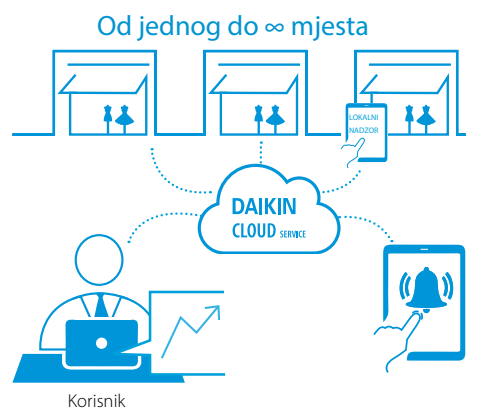 Od jednog do ∞ mjesta
LOKALNI
NADZOR
DAIKIN
CLOUD SERVICE
Korisnik